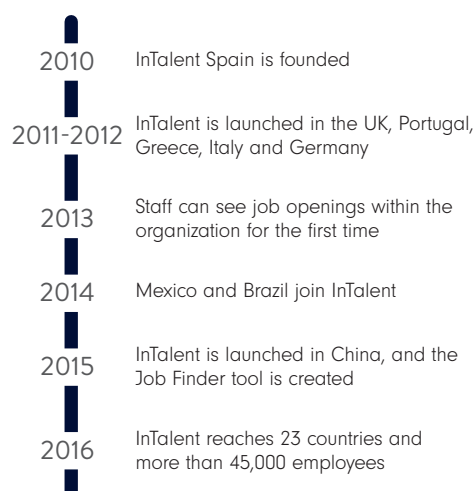 2010
InTalent Spain is founded
2011-2012
InTalent is launched in the UK, Portugal,
Greece, Italy and Germany
2013
Staff can see job openings within the
organization for the first time
2014
Mexico and Brazil join InTalent
2015
InTalent is launched in China, and the
Job Finder tool is created
2016
InTalent reaches 23 countries and
more than 45,000 employees